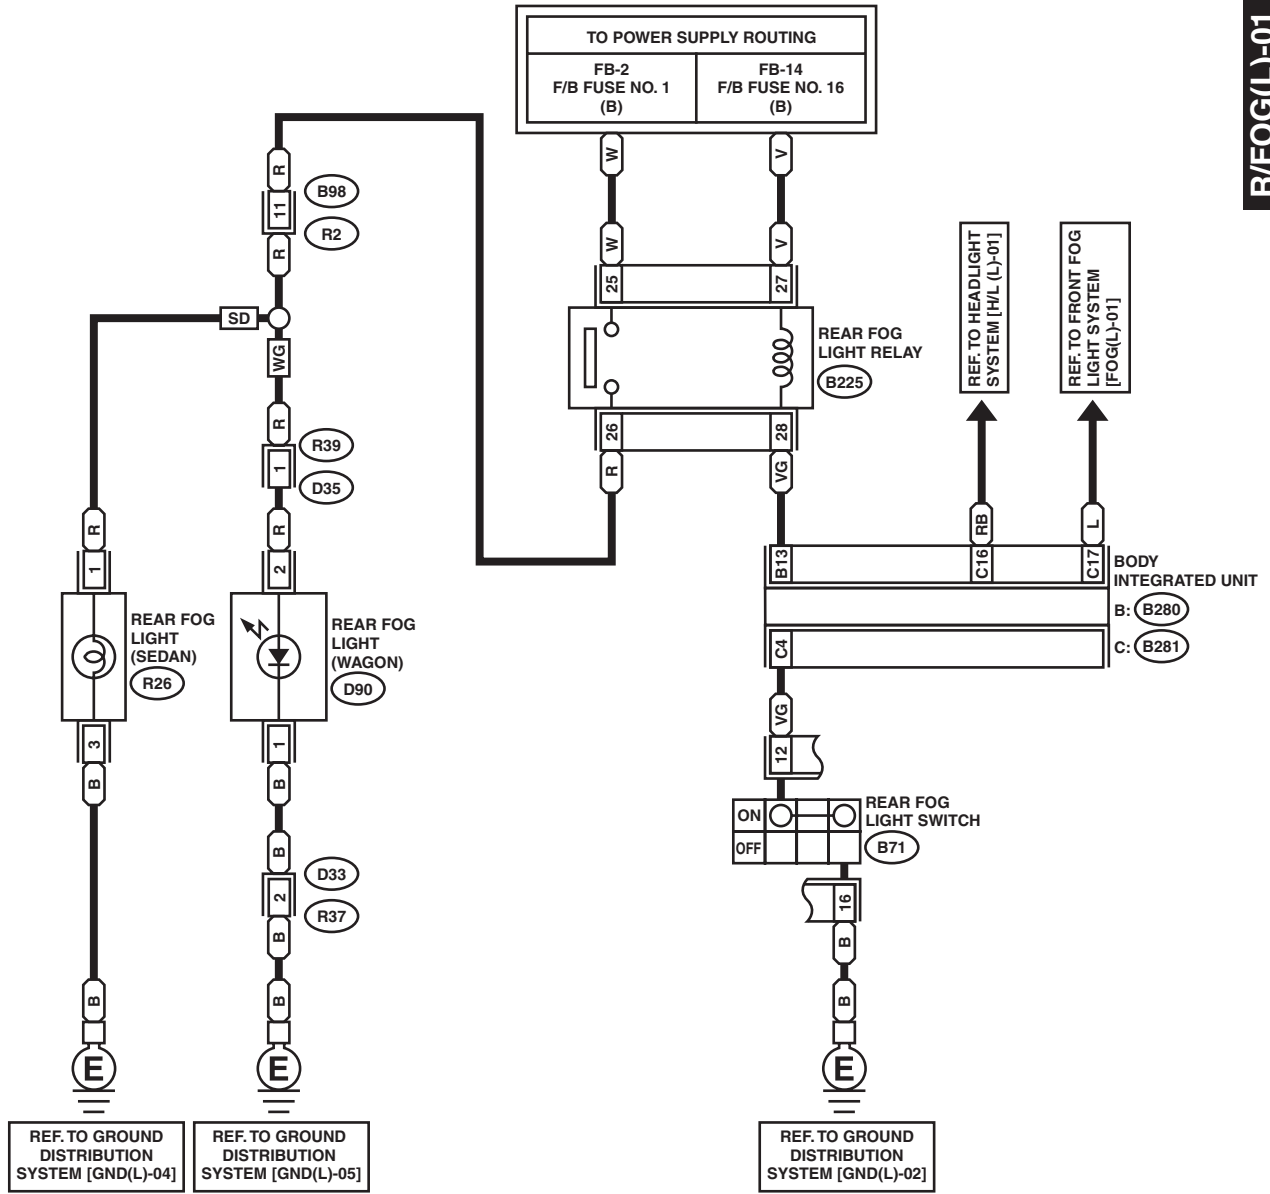 R/FOG(L)-01
TO POWER SUPPLY ROUTING
FB-2
F/B FUSE NO. 1
(B)
FB-14
F/B FUSE NO. 16
(B)
W
V
W
V
25
27
REAR FOG
LIGHT RELAY
B225
26
28
R
VG
R
11
R
B98
R2
SD
WG
R
R39
1
D35
R
R
1
2
REAR FOG
LIGHT
(SEDAN)
R26
REAR FOG
LIGHT
(WAGON)
D90
3
1
B
B
B
D33
2
R37
B
B
B
E
E
REF. TO GROUND
DISTRIBUTION
SYSTEM [GND(L)-04]
REF. TO GROUND
DISTRIBUTION
SYSTEM [GND(L)-05]
REF. TO HEADLIGHT
SYSTEM [H/L (L)-01]
REF. TO FRONT FOG
LIGHT SYSTEM
[FOG(L)-01]
RB
L
B13
C16
C17
BODY
INTEGRATED UNIT
B: B280
C: B281
C4
VG
12
REAR FOG
LIGHT SWITCH
B71
ON
OFF
16
B
B
E
REF. TO GROUND
DISTRIBUTION
SYSTEM [GND(L)-02]